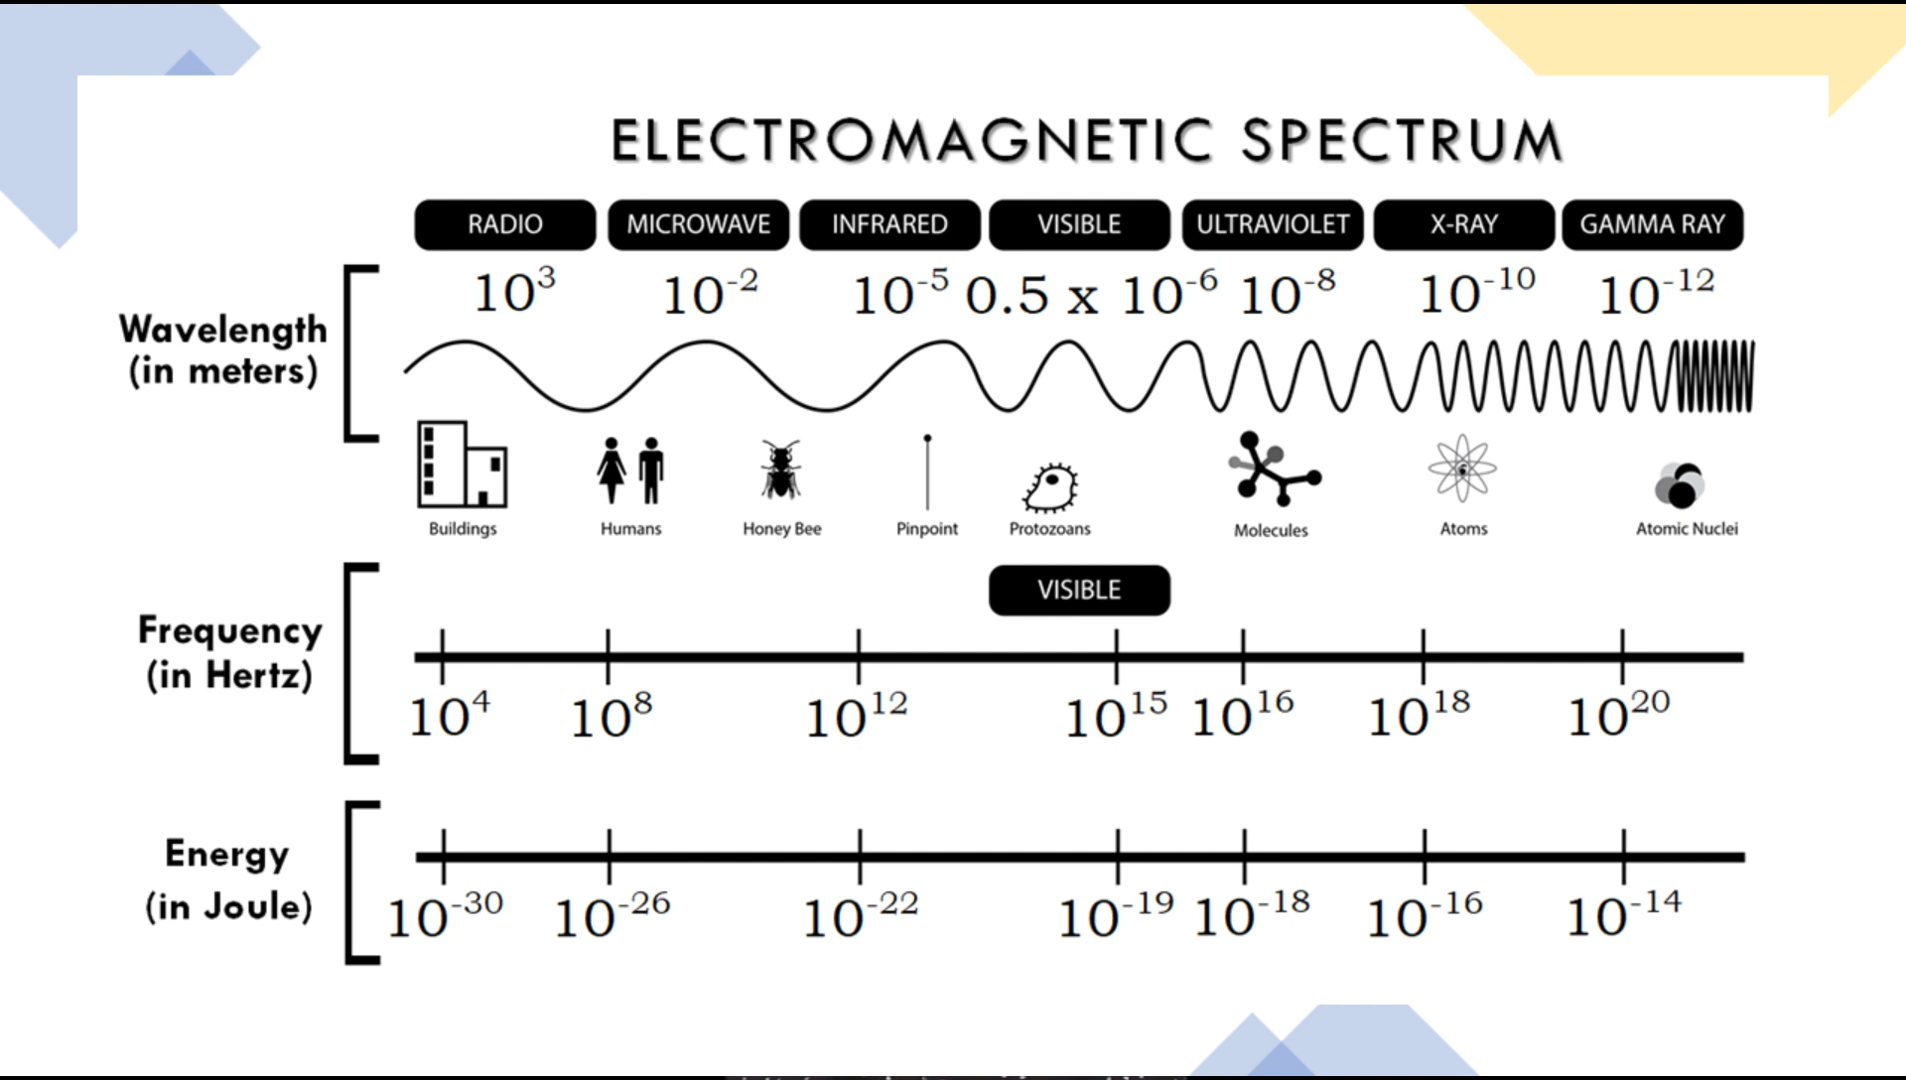 ELECTROMAGNETIC SPECTRUM
RADIO MICROWAVE INFRARED VISIBLE ULTRAVIOLET X-RAY GAMMA RAY
Wavelength
(in meters)
10³ 10⁻² 10⁻⁵ 0.5 x 10⁻⁶ 10⁻⁸ 10⁻¹⁰ 10⁻¹²
Buildings Humans Honey Bee Pinpoint Protozoans Molecules Atoms Atomic Nuclei
VISIBLE
Frequency
(in Hertz)
10⁴ 10⁸ 10¹² 10¹⁵ 10¹⁶ 10¹⁸ 10²⁰
Energy
(in Joule)
10⁻³⁰ 10⁻²⁶ 10⁻²² 10⁻¹⁹ 10⁻¹⁸ 10⁻¹⁶ 10⁻¹⁴